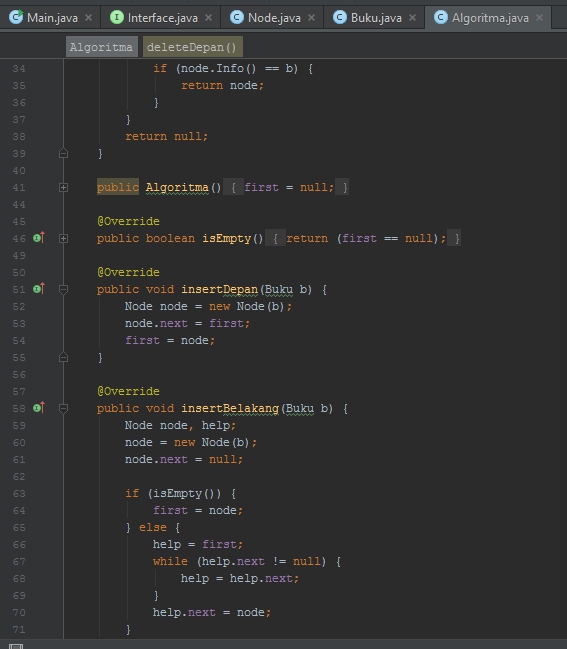 Main.java Interface.java Node.java Buku.java Algoritma.java
Algoritma deleteDepan()
34 if (node.Info() == b) {
35 return node;
36 }
37 }
38 return null;
39 }
40
41 public Algoritma() { first = null; }
44
45 @Override
46 public boolean isEmpty() { return (first == null); }
49
50 @Override
51 public void insertDepan(Buku b) {
52 Node node = new Node(b);
53 node.next = first;
54 first = node;
55 }
56
57 @Override
58 public void insertBelakang(Buku b) {
59 Node node, help;
60 node = new Node(b);
61 node.next = null;
62
63 if (isEmpty()) {
64 first = node;
65 } else {
66 help = first;
67 while (help.next != null) {
68 help = help.next;
69 }
70 help.next = node;
71 }